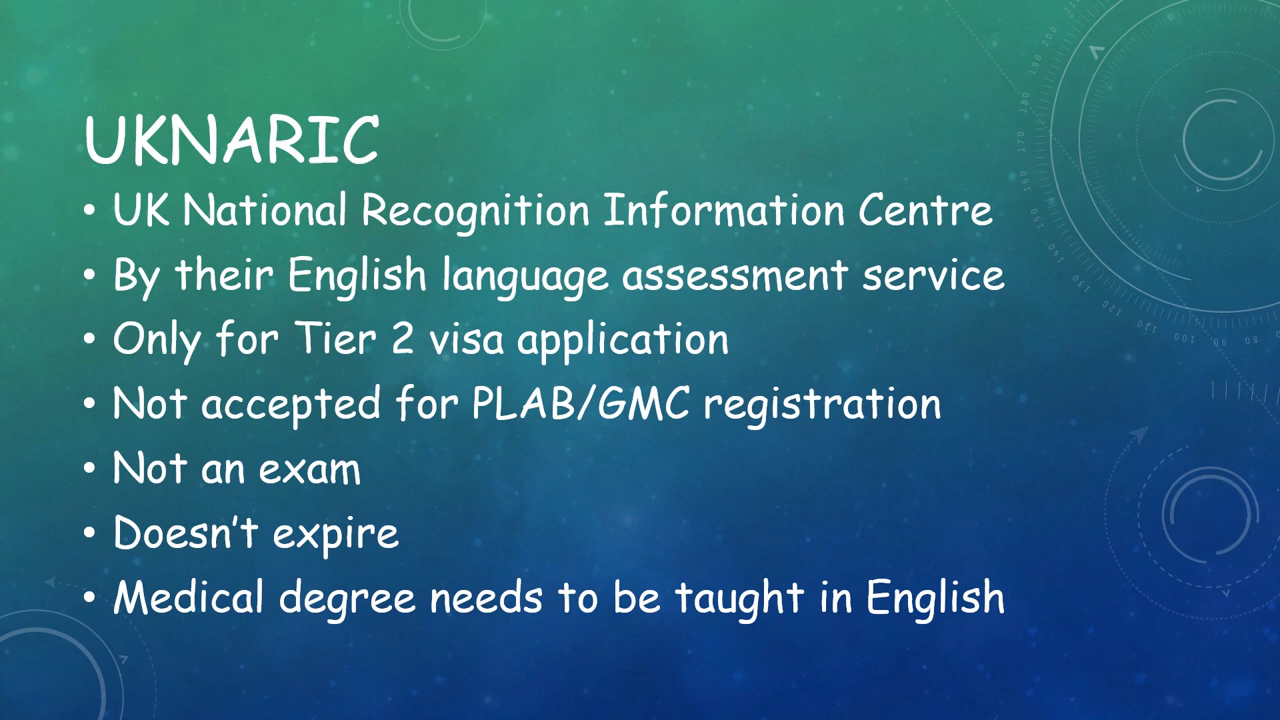 UKNARIC
• UK National Recognition Information Centre
• By their English language assessment service
• Only for Tier 2 visa application
• Not accepted for PLAB/GMC registration
• Not an exam
• Doesn't expire
• Medical degree needs to be taught in English